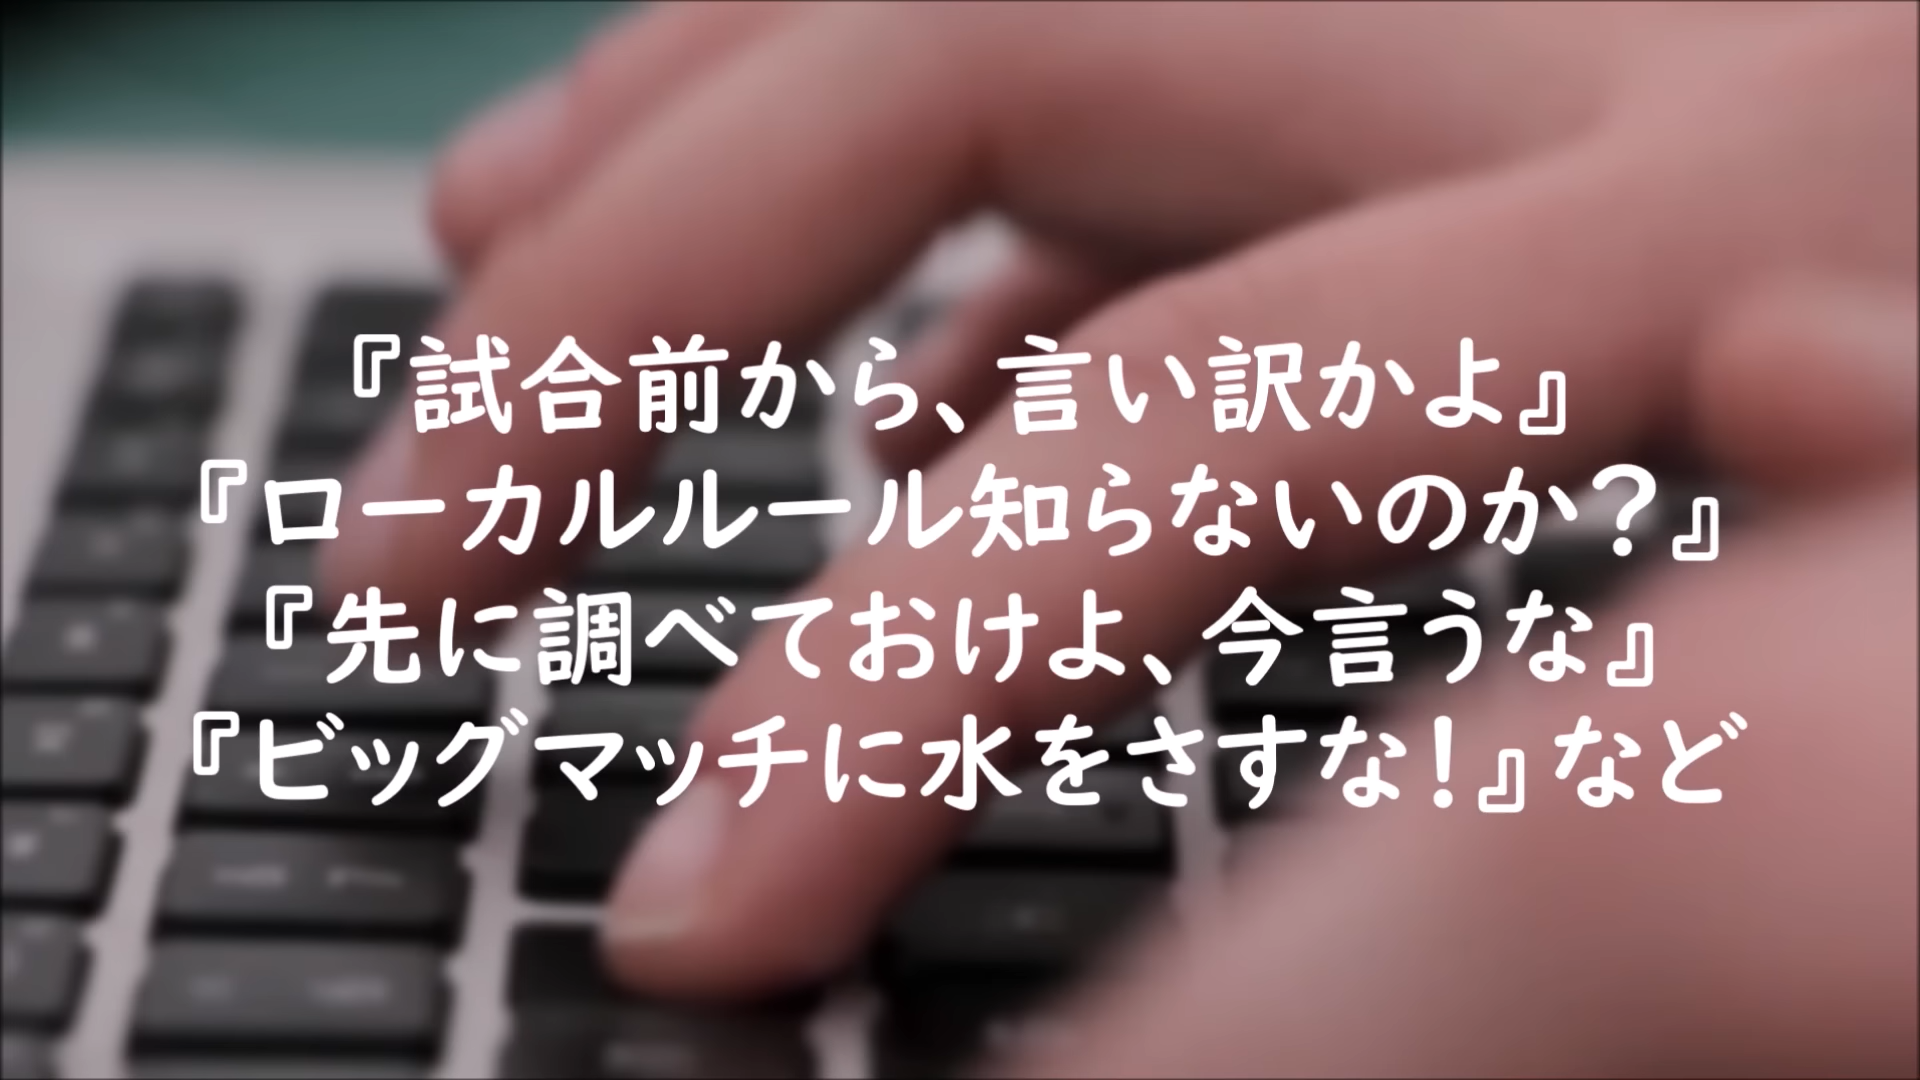 『試合前から、言い訳かよ』
『ローカルルール知らないのか?』
『先に調べておけよ、今言うな』
『ビッグマッチに水をさすな!』など